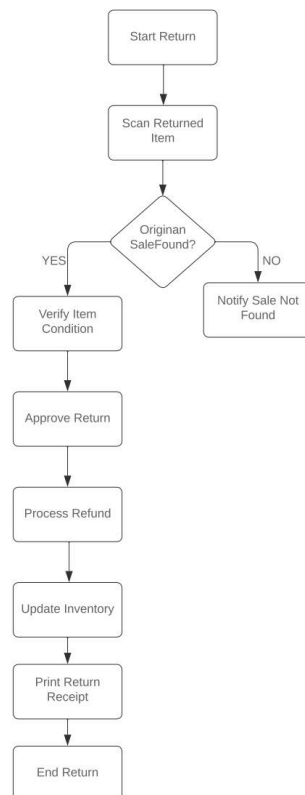 Start Return
Scan Returned
Item
Originan
SaleFound?
YES
NO
Verify Item
Condition
Notify Sale Not
Found
Approve Return
Process Refund
Update Inventory
Print Return
Receipt
End Return